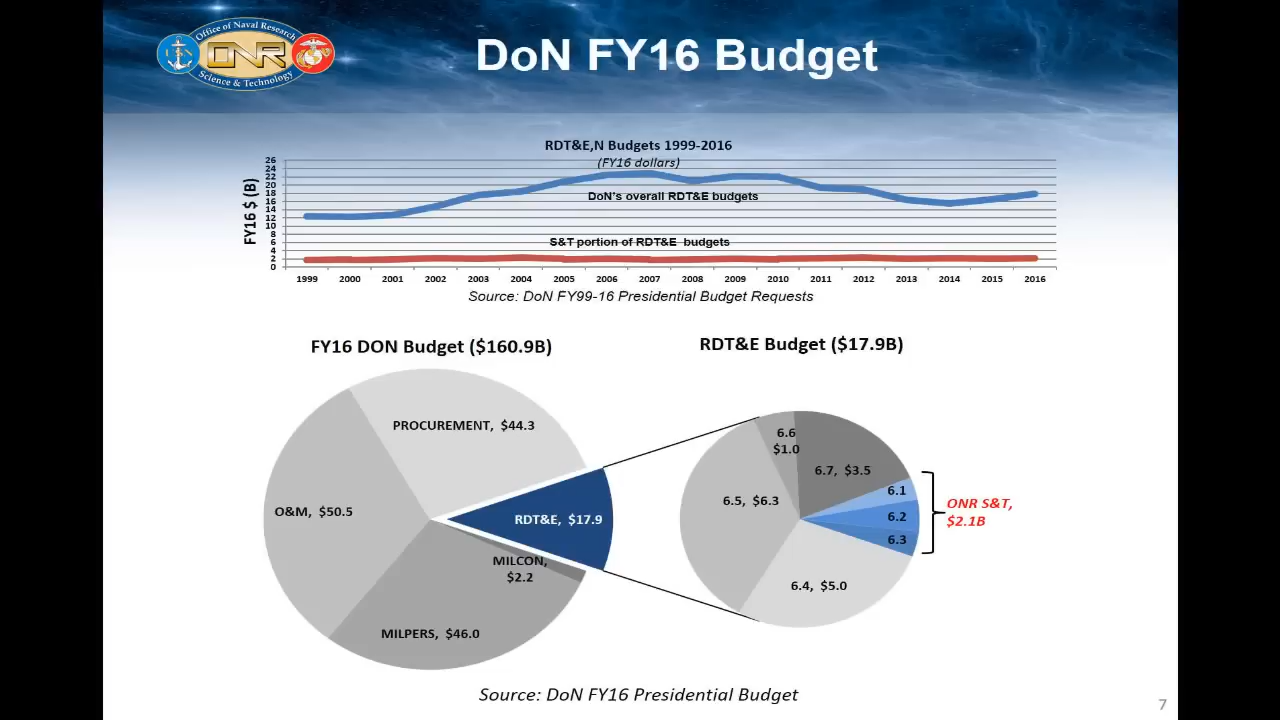 Office of Naval Research
ONR
Science & Technology
DoN FY16 Budget
RDT&E,N Budgets 1999-2016
(FY16 dollars)
FY16 $ (B)
26
24
22
20
18
16
14
12
10
8
6
4
2
0
DoN's overall RDT&E budgets
S&T portion of RDT&E budgets
1999 2000 2001 2002 2003 2004 2005 2006 2007 2008 2009 2010 2011 2012 2013 2014 2015 2016
Source: DoN FY99-16 Presidential Budget Requests
FY16 DON Budget ($160.9B)
PROCUREMENT, $44.3
O&M, $50.5
RDT&E, $17.9
MILCON,
$2.2
MILPERS, $46.0
RDT&E Budget ($17.9B)
6.6
$1.0
6.7, $3.5
6.5, $6.3
6.1
6.2
6.3
6.4, $5.0
ONR S&T,
$2.1B
Source: DoN FY16 Presidential Budget
7